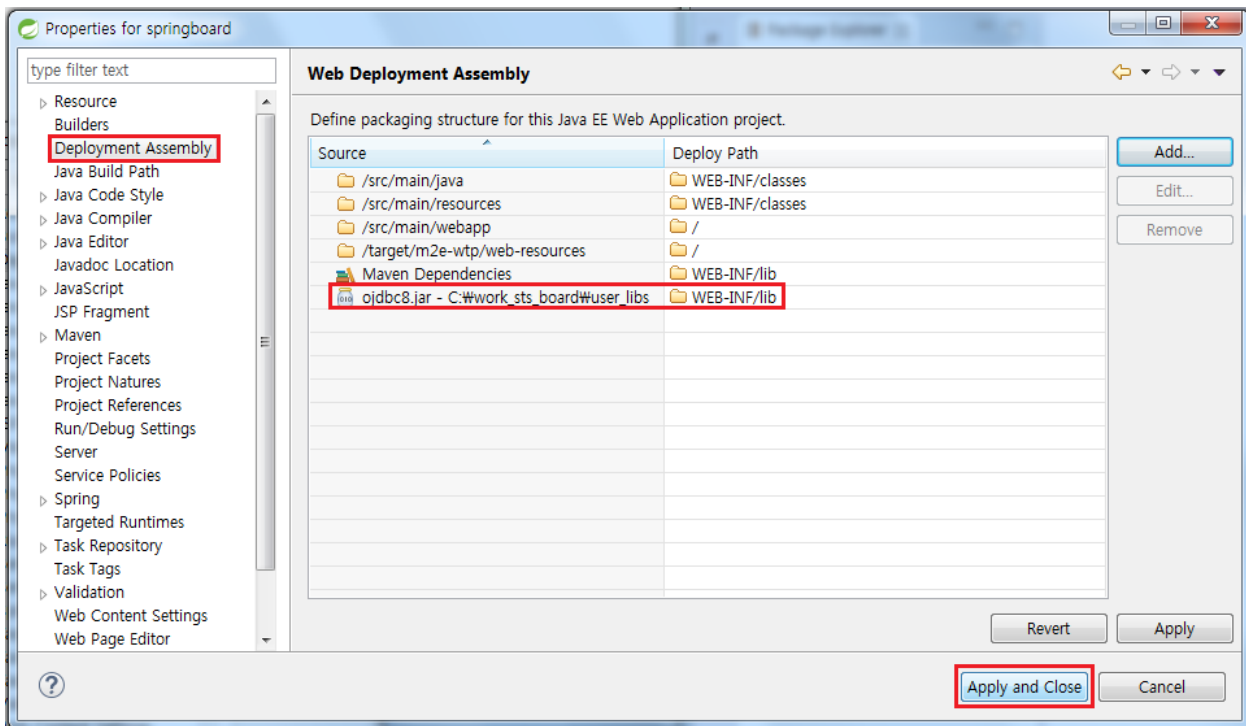 Properties for springboard
type filter text
Resource
Builders
Deployment Assembly
Java Build Path
Java Code Style
Java Compiler
Java Editor
Javadoc Location
JavaScript
JSP Fragment
Maven
Project Facets
Project Natures
Project References
Run/Debug Settings
Server
Service Policies
Spring
Targeted Runtimes
Task Repository
Task Tags
Validation
Web Content Settings
Web Page Editor
Web Deployment Assembly
Define packaging structure for this Java EE Web Application project.
Source Deploy Path
/src/main/java WEB-INF/classes
/src/main/resources WEB-INF/classes
/src/main/webapp /
/target/m2e-wtp/web-resources /
Maven Dependencies WEB-INF/lib
ojdbc8.jar - C:₩work_sts_board₩user_libs WEB-INF/lib
Add...
Edit...
Remove
Revert Apply
Apply and Close Cancel